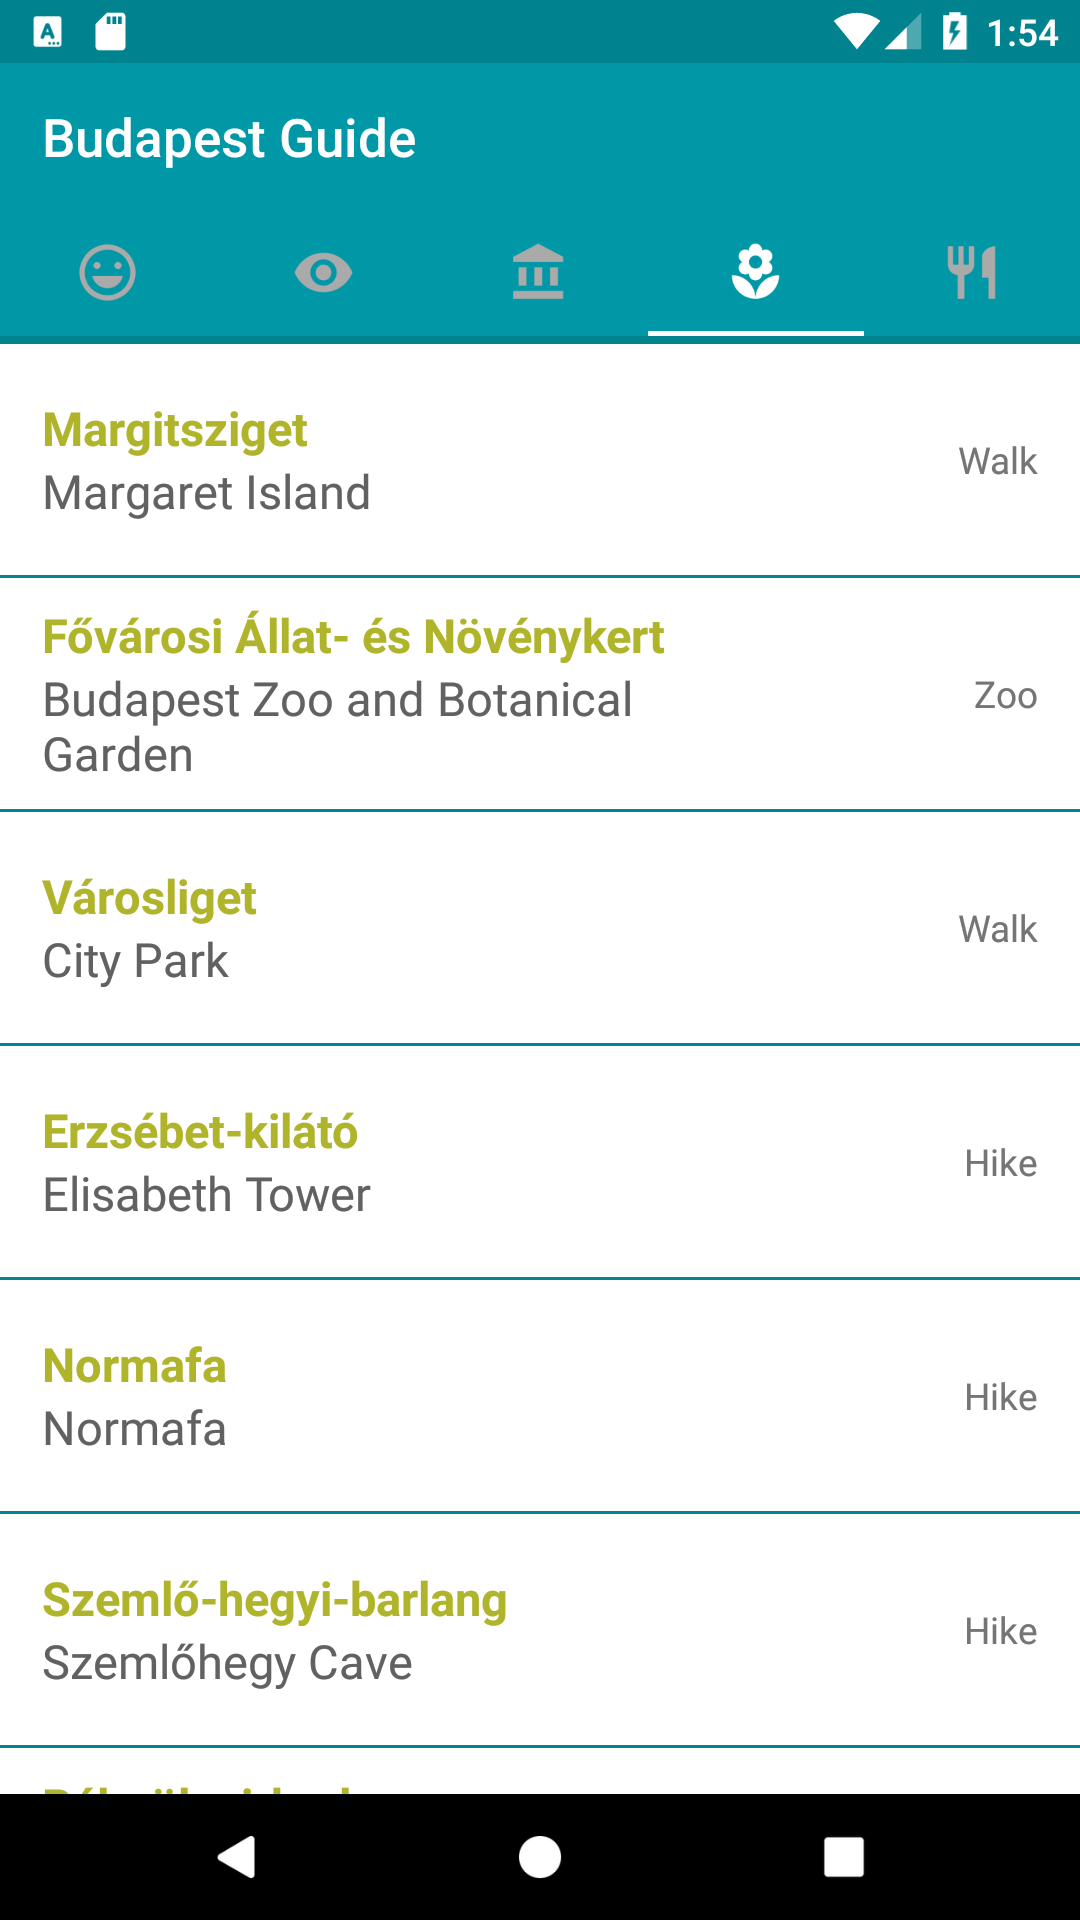 1:54
Budapest Guide
Margitsziget
Margaret Island
Walk
Fővárosi Állat- és Növénykert
Budapest Zoo and Botanical
Garden
Zoo
Városliget
City Park
Walk
Erzsébet-kilátó
Elisabeth Tower
Hike
Normafa
Normafa
Hike
Szemlő-hegyi-barlang
Szemlőhegy Cave
Hike